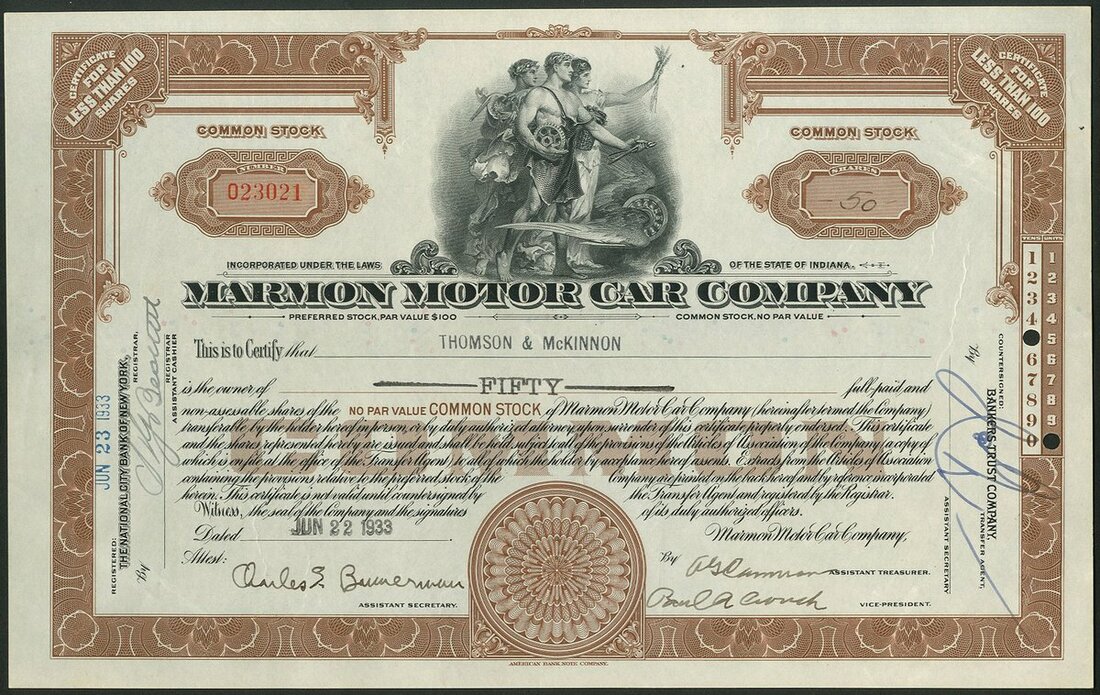 CERTIFICATE FOR LESS THAN 100 SHARES
CERTIFICATE FOR LESS THAN 100 SHARES
COMMON STOCK
COMMON STOCK
NUMBER
023021
SHARES
50
INCORPORATED UNDER THE LAWS
OF THE STATE OF INDIANA.
MARMON MOTOR CAR COMPANY
PREFERRED STOCK, PAR VALUE $100
COMMON STOCK, NO PAR VALUE
This is to Certify that
THOMSON & McKINNON
is the owner of
FIFTY
full-paid and
non-assessable shares of the NO PAR VALUE COMMON STOCK of Marmon Motor Car Company (hereinafter termed the Company)
transferable by the holder hereof in person, or by duly authorized attorney upon surrender of this certificate properly endorsed. This certificate
and the shares represented hereby are issued and shall be held subject to all of the provisions of the Articles of Association of the Company, a copy of
which is on file at the office of the Transfer Agent, to all of which the holder by acceptance hereof assents. Extracts from the Articles of Association
containing the provisions relative to the preferred stock of the Company are printed on the back hereof and by reference incorporated
herein. This certificate is not valid until countersigned by the Transfer Agent and registered by the Registrar.
COMMON
Witness, the seal of the Company and the signatures of its duly authorized officers.
Dated JUN 22 1933
Marmon Motor Car Company,
Attest:
Charles E Bannerman
ASSISTANT SECRETARY.
By
ASSISTANT TREASURER.
Paul A Crouch
VICE-PRESIDENT.
AMERICAN BANK NOTE COMPANY.
REGISTERED: JUN 23 1933
THE NATIONAL CITY BANK OF NEW YORK,
REGISTRAR.
By
REGISTRAR
ASSISTANT CASHIER
COUNTERSIGNED:
BANKERS TRUST COMPANY,
TRANSFER AGENT,
By
ASSISTANT SECRETARY
TENS UNITS
1 1
2 2
3 3
4 4
5
6 6
7 7
8 8
9 9
0